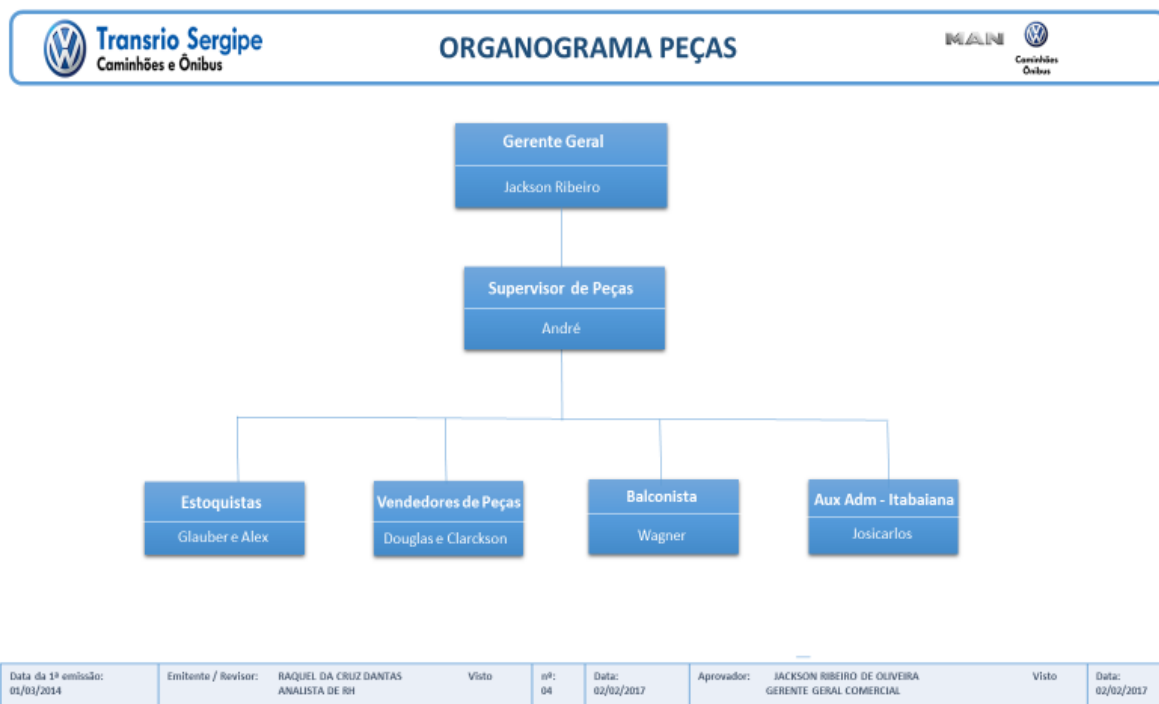 Transrio Sergipe
Caminhões e Ônibus
ORGANOGRAMA PEÇAS
MAN
Caminhões
Ônibus
Gerente Geral
Jackson Ribeiro
Supervisor de Peças
André
Estoquistas
Glauber e Alex
Vendedores de Peças
Douglas e Clarckson
Balconista
Wagner
Aux Adm - Itabaiana
Josicarlos
Data da 1ª emissão:
01/03/2014
Emitente / Revisor: RAQUEL DA CRUZ DANTAS Visto
ANALISTA DE RH
nº:
04
Data:
02/02/2017
Aprovador: JACKSON RIBEIRO DE OLIVEIRA Visto
GERENTE GERAL COMERCIAL
Data:
02/02/2017